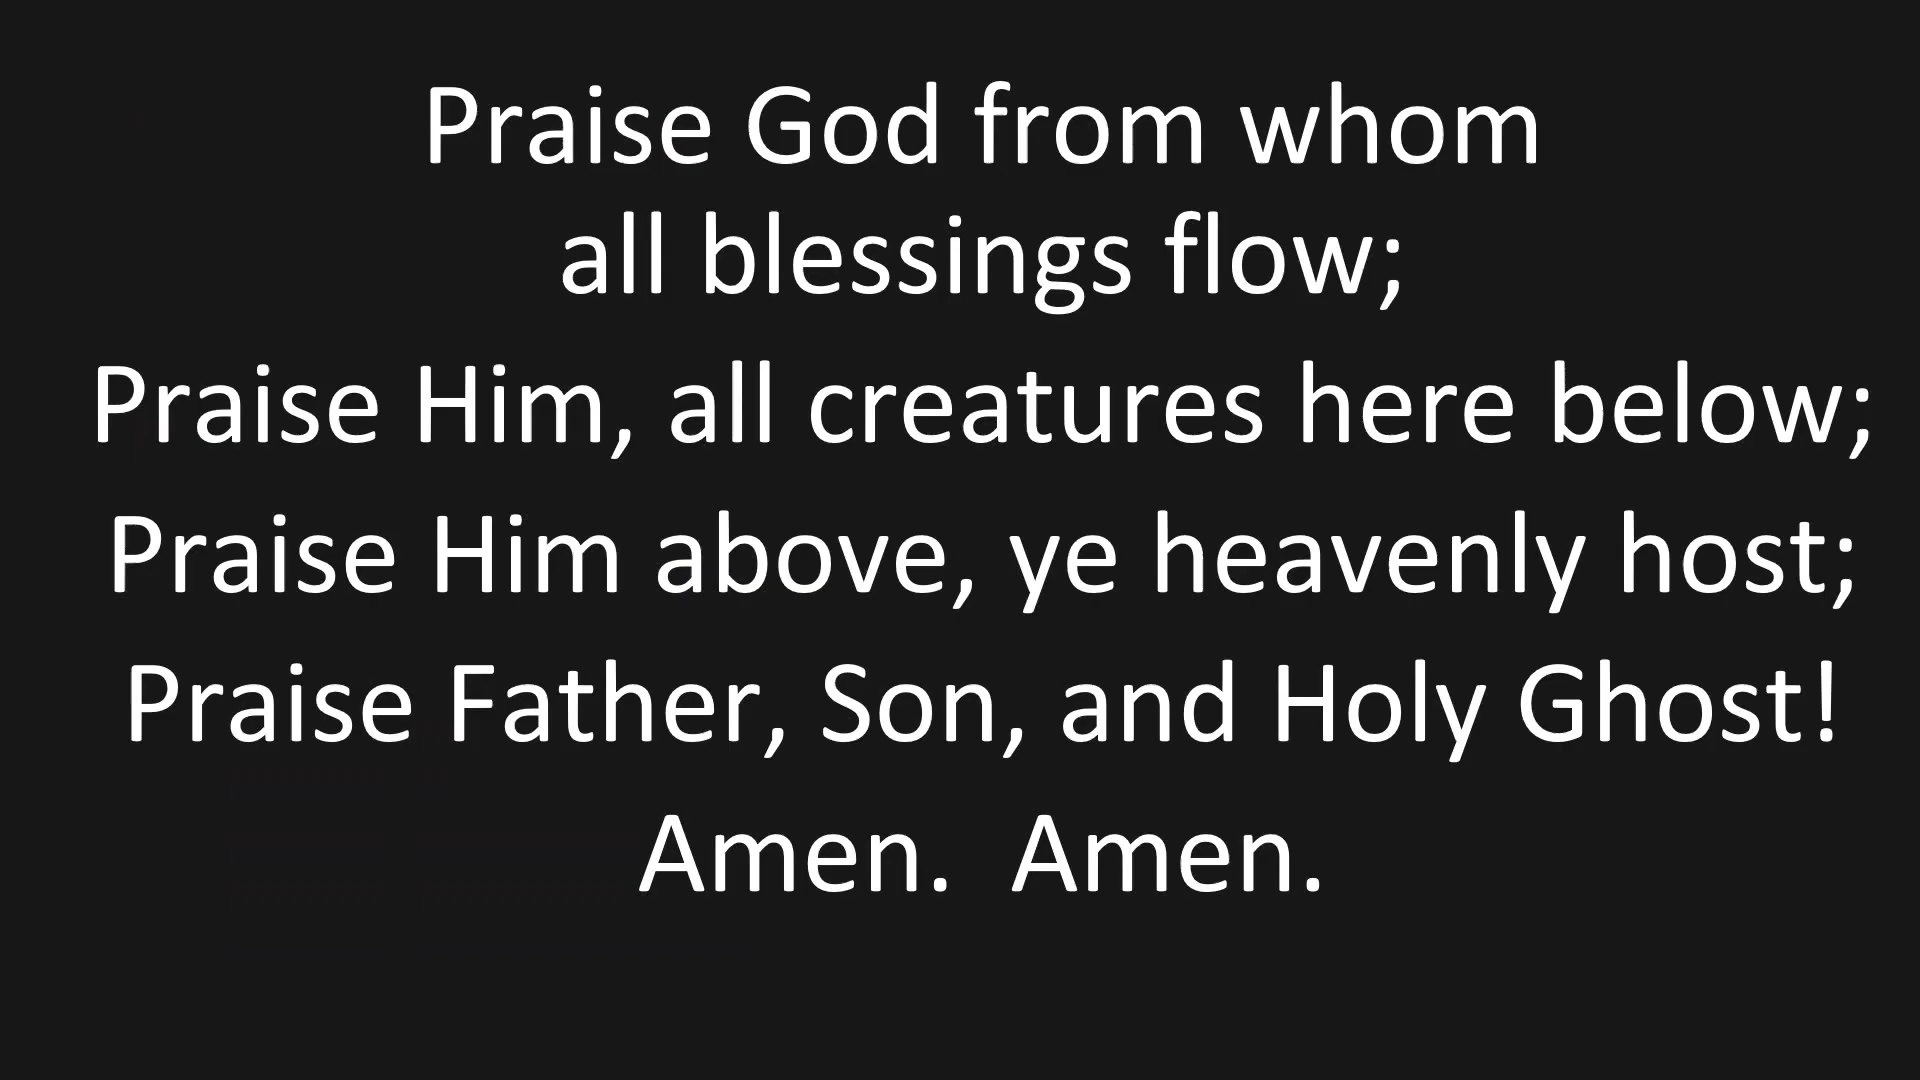 Praise God from whom
all blessings flow;
Praise Him, all creatures here below;
Praise Him above, ye heavenly host;
Praise Father, Son, and Holy Ghost!
Amen.  Amen.